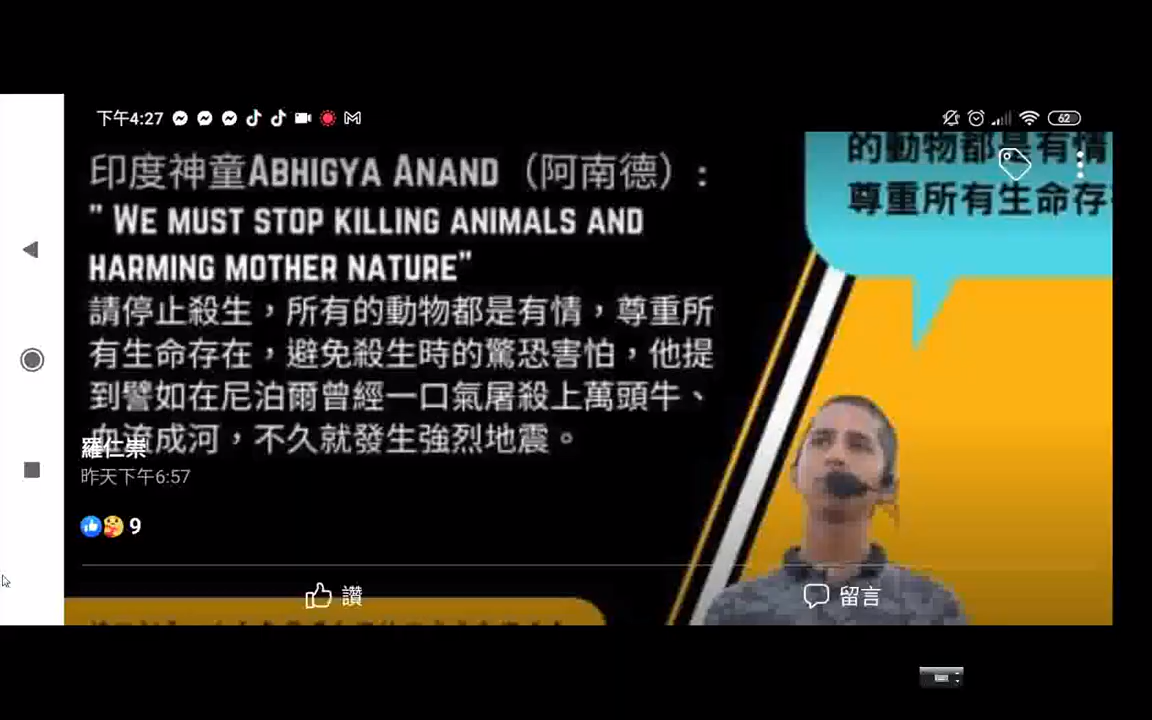 下午4:27
62
印度神童ABHIGYA ANAND（阿南德）：
" WE MUST STOP KILLING ANIMALS AND
HARMING MOTHER NATURE"
請停止殺生，所有的動物都是有情，尊重所
有生命存在，避免殺生時的驚恐害怕，他提
到譬如在尼泊爾曾經一口氣屠殺上萬頭牛、
血流成河，不久就發生強烈地震。
的動物都是有情
尊重所有生命存
羅仁崇
昨天下午6:57
9
讚
留言